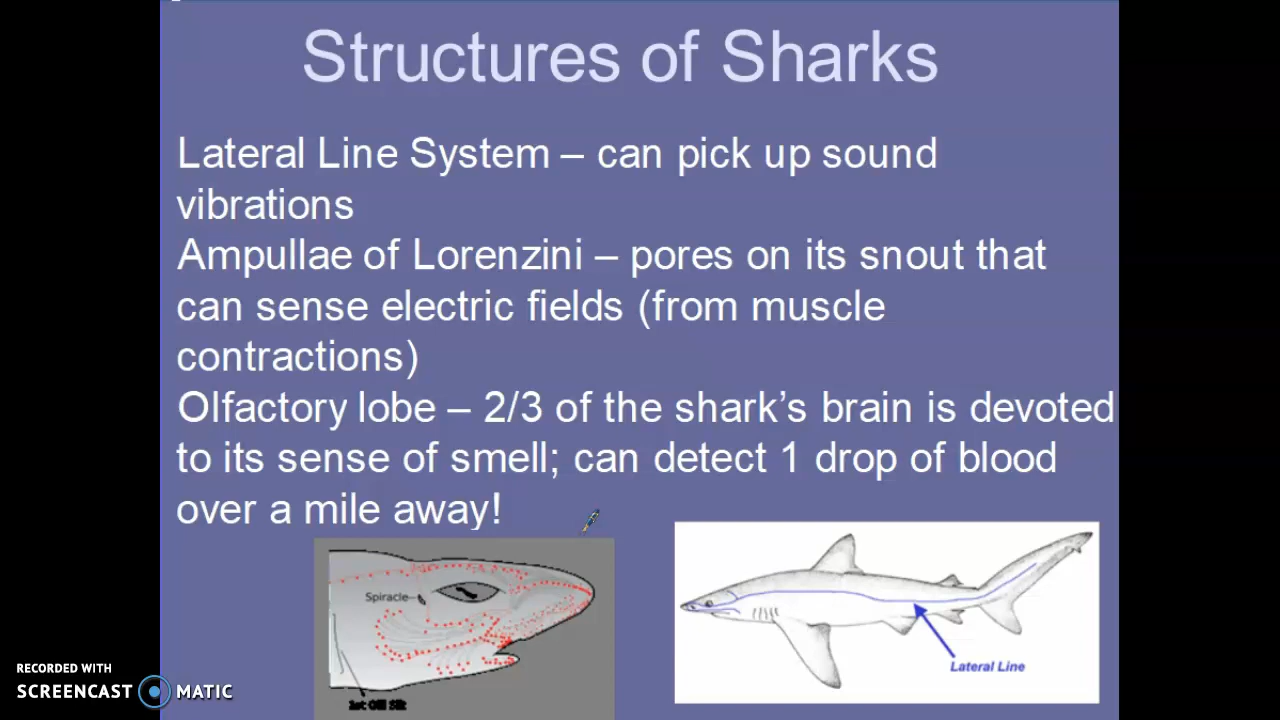 Structures of Sharks
Lateral Line System – can pick up sound
vibrations
Ampullae of Lorenzini – pores on its snout that
can sense electric fields (from muscle
contractions)
Olfactory lobe – 2/3 of the shark's brain is devoted
to its sense of smell; can detect 1 drop of blood
over a mile away!
Spiracle
1st Gill Slit
Lateral Line
RECORDED WITH
SCREENCAST MATIC